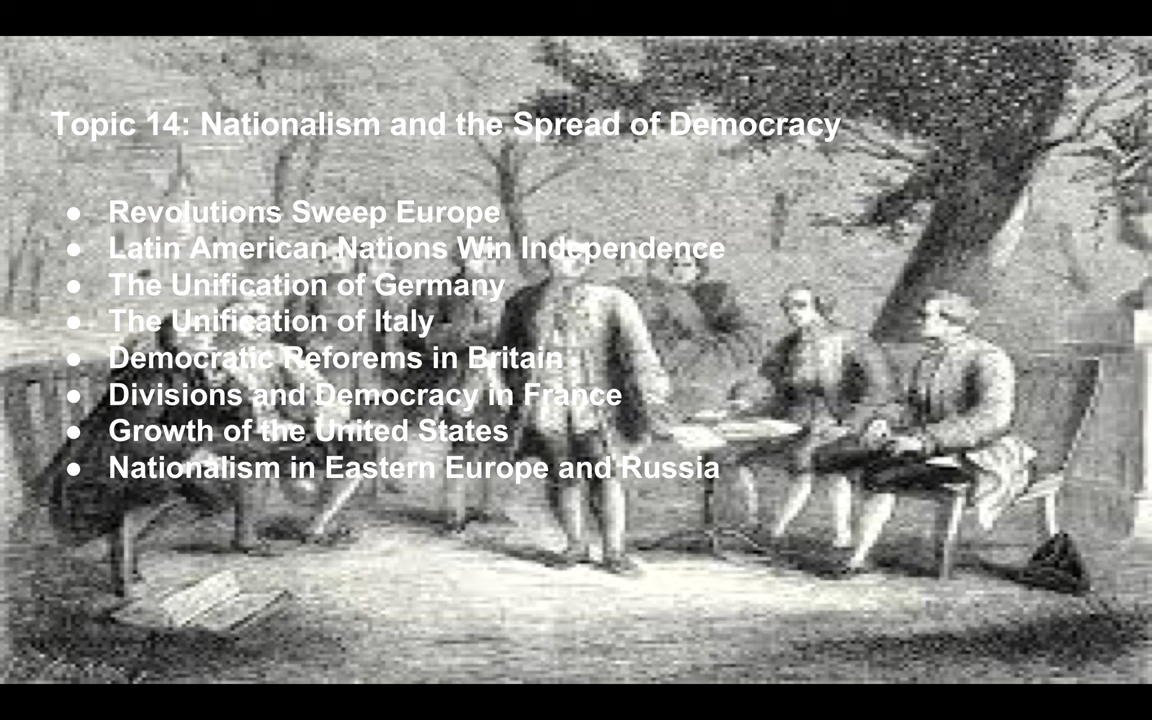 Topic 14: Nationalism and the Spread of Democracy
● Revolutions Sweep Europe
● Latin American Nations Win Independence
● The Unification of Germany
● The Unification of Italy
● Democratic Reforems in Britain
● Divisions and Democracy in France
● Growth of the United States
● Nationalism in Eastern Europe and Russia